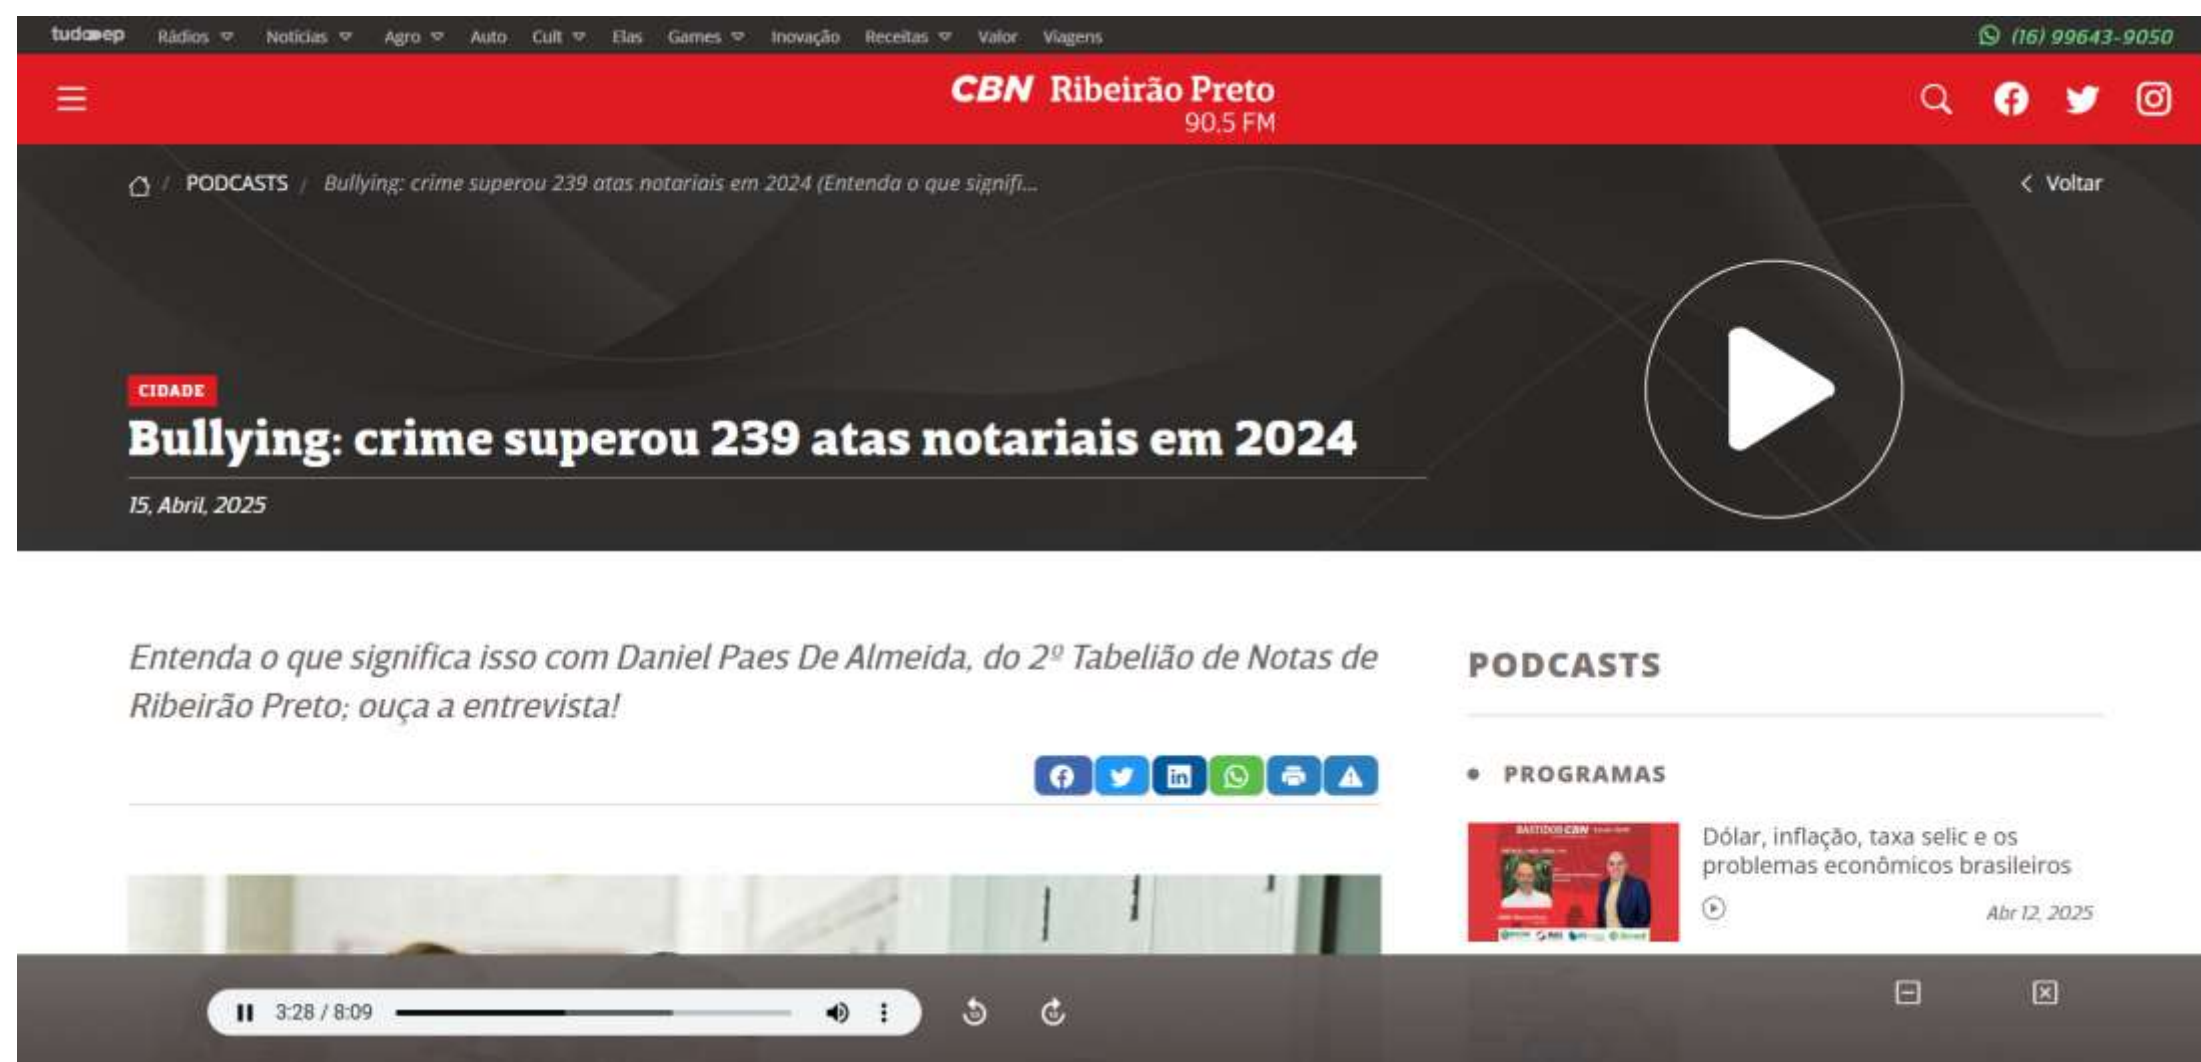 tudoep Rádios Notícias Agro Auto Cult Elas Games Inovação Receitas Valor Viagens (16) 99643-9050
CBN Ribeirão Preto
90.5 FM
/ PODCASTS / Bullying: crime superou 239 atas notariais em 2024 (Entenda o que signifi...
< Voltar
CIDADE
Bullying: crime superou 239 atas notariais em 2024
15, Abril, 2025
Entenda o que significa isso com Daniel Paes De Almeida, do 2º Tabelião de Notas de
Ribeirão Preto; ouça a entrevista!
PODCASTS
• PROGRAMAS
BASTIDORES CBN
Dólar, inflação, taxa selic e os
problemas econômicos brasileiros
Abr 12, 2025
3:28 / 8:09